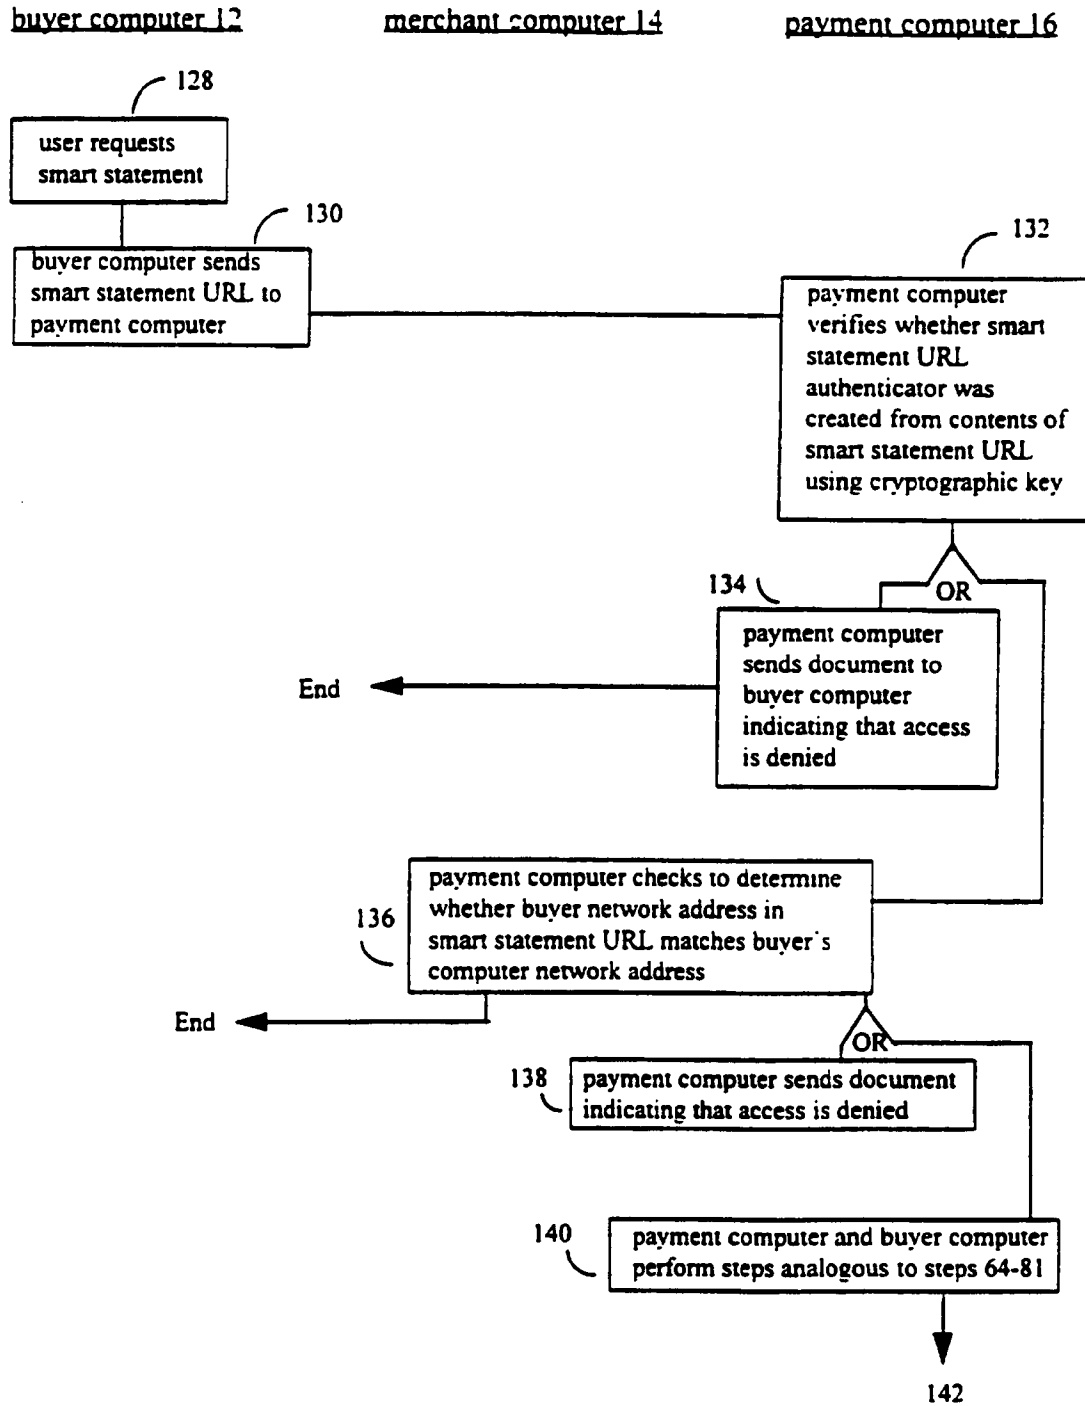 buyer computer 12
merchant computer 14
payment computer 16
128
user requests
smart statement
130
buyer computer sends
smart statement URL to
payment computer
132
payment computer
verifies whether smart
statement URL
authenticator was
created from contents of
smart statement URL
using cryptographic key
OR
134
payment computer
sends document to
buyer computer
indicating that access
is denied
End
136
payment computer checks to determine
whether buyer network address in
smart statement URL matches buyer's
computer network address
End
OR
138
payment computer sends document
indicating that access is denied
140
payment computer and buyer computer
perform steps analogous to steps 64-81
142